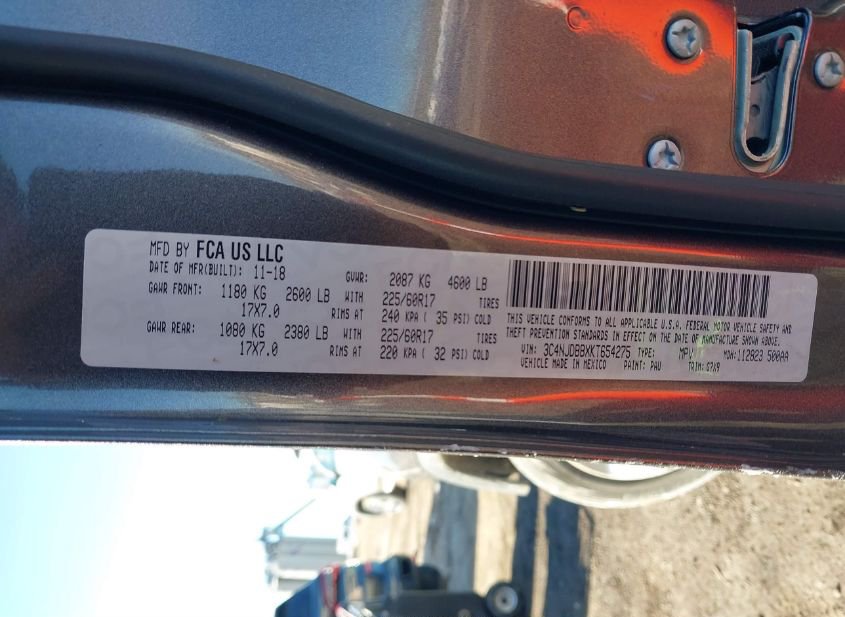 MFD BY FCA US LLC
DATE OF MFR(BUILT): 11-18 GVWR: 2087 KG 4600 LB
GAWR FRONT: 1180 KG 2600 LB WITH 225/60R17 TIRES
17X7.0 RIMS AT 240 KPA ( 35 PSI) COLD
GAWR REAR: 1080 KG 2380 LB WITH 225/60R17 TIRES
17X7.0 RIMS AT 220 KPA ( 32 PSI) COLD
THIS VEHICLE CONFORMS TO ALL APPLICABLE U.S.A. FEDERAL MOTOR VEHICLE SAFETY AND
THEFT PREVENTION STANDARDS IN EFFECT ON THE DATE OF MANUFACTURE SHOWN ABOVE.
VIN: 3C4NJDBBXKT654275 TYPE: MPV MDH: 112823 500AA
VEHICLE MADE IN MEXICO PAINT: PAU TRIM: